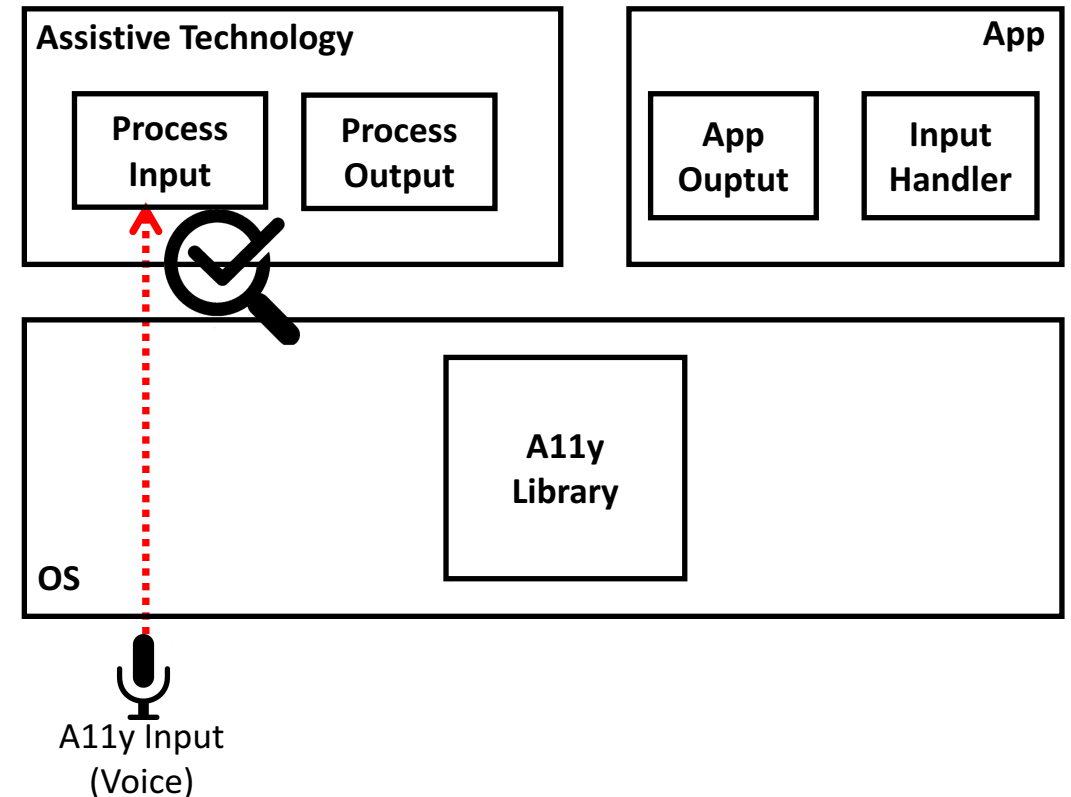 Assistive Technology
Process
Input
Process
Output
App
App
Ouptut
Input
Handler
A11y
Library
OS
A11y Input
(Voice)